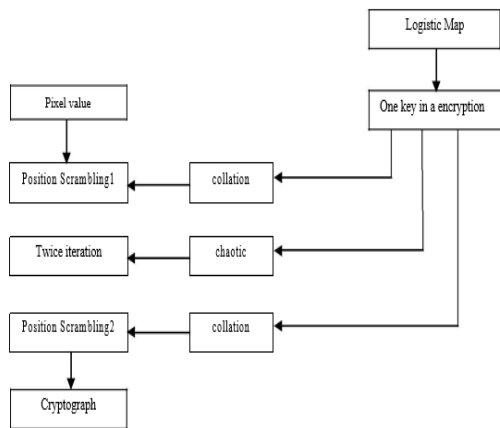 Logistic Map
Pixel value
One key in a encryption
Position Scrambling1
collation
Twice iteration
chaotic
Position Scrambling2
collation
Cryptograph